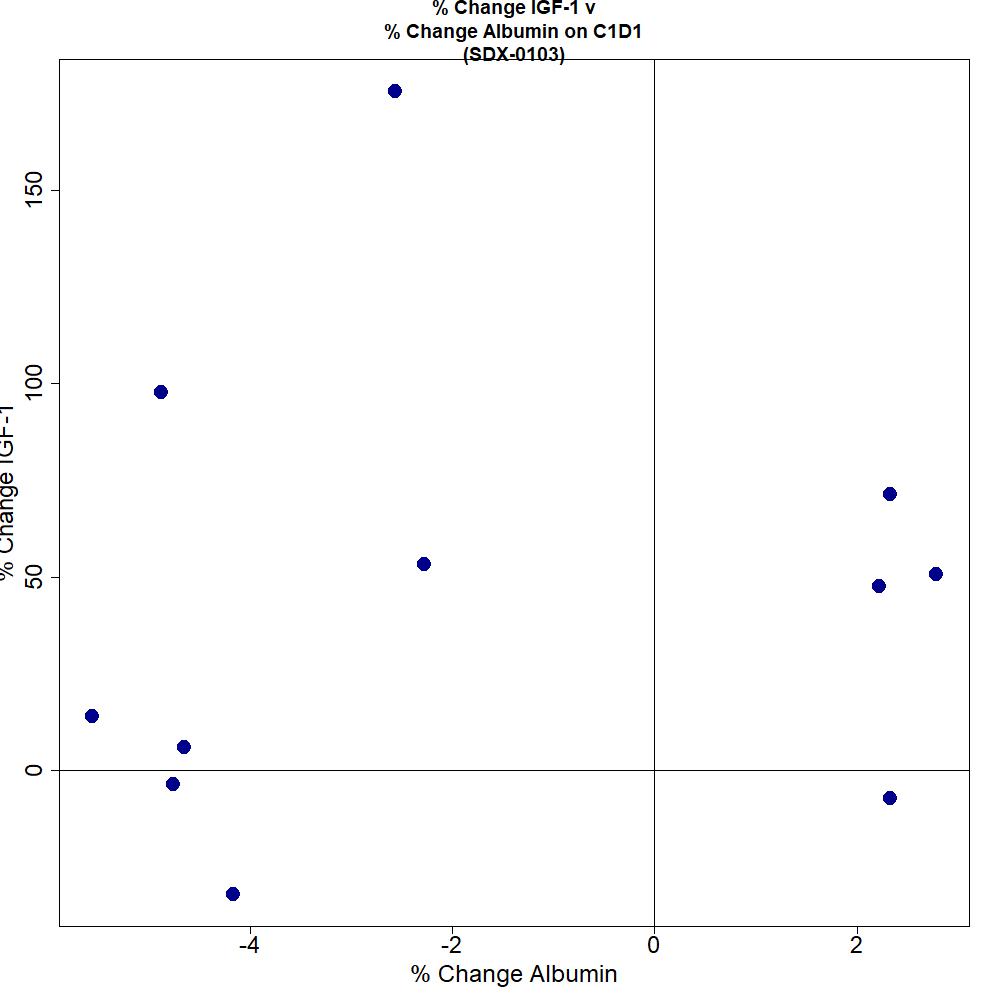 % Change IGF-1 v
% Change Albumin on C1D1
(SDX-0103)
% Change IGF-1
150
100
50
0
-4
-2
0
2
% Change Albumin